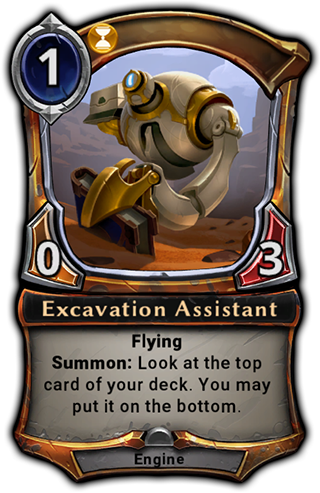 1
0
3
Excavation Assistant
Flying
Summon: Look at the top
card of your deck. You may
put it on the bottom.
Engine